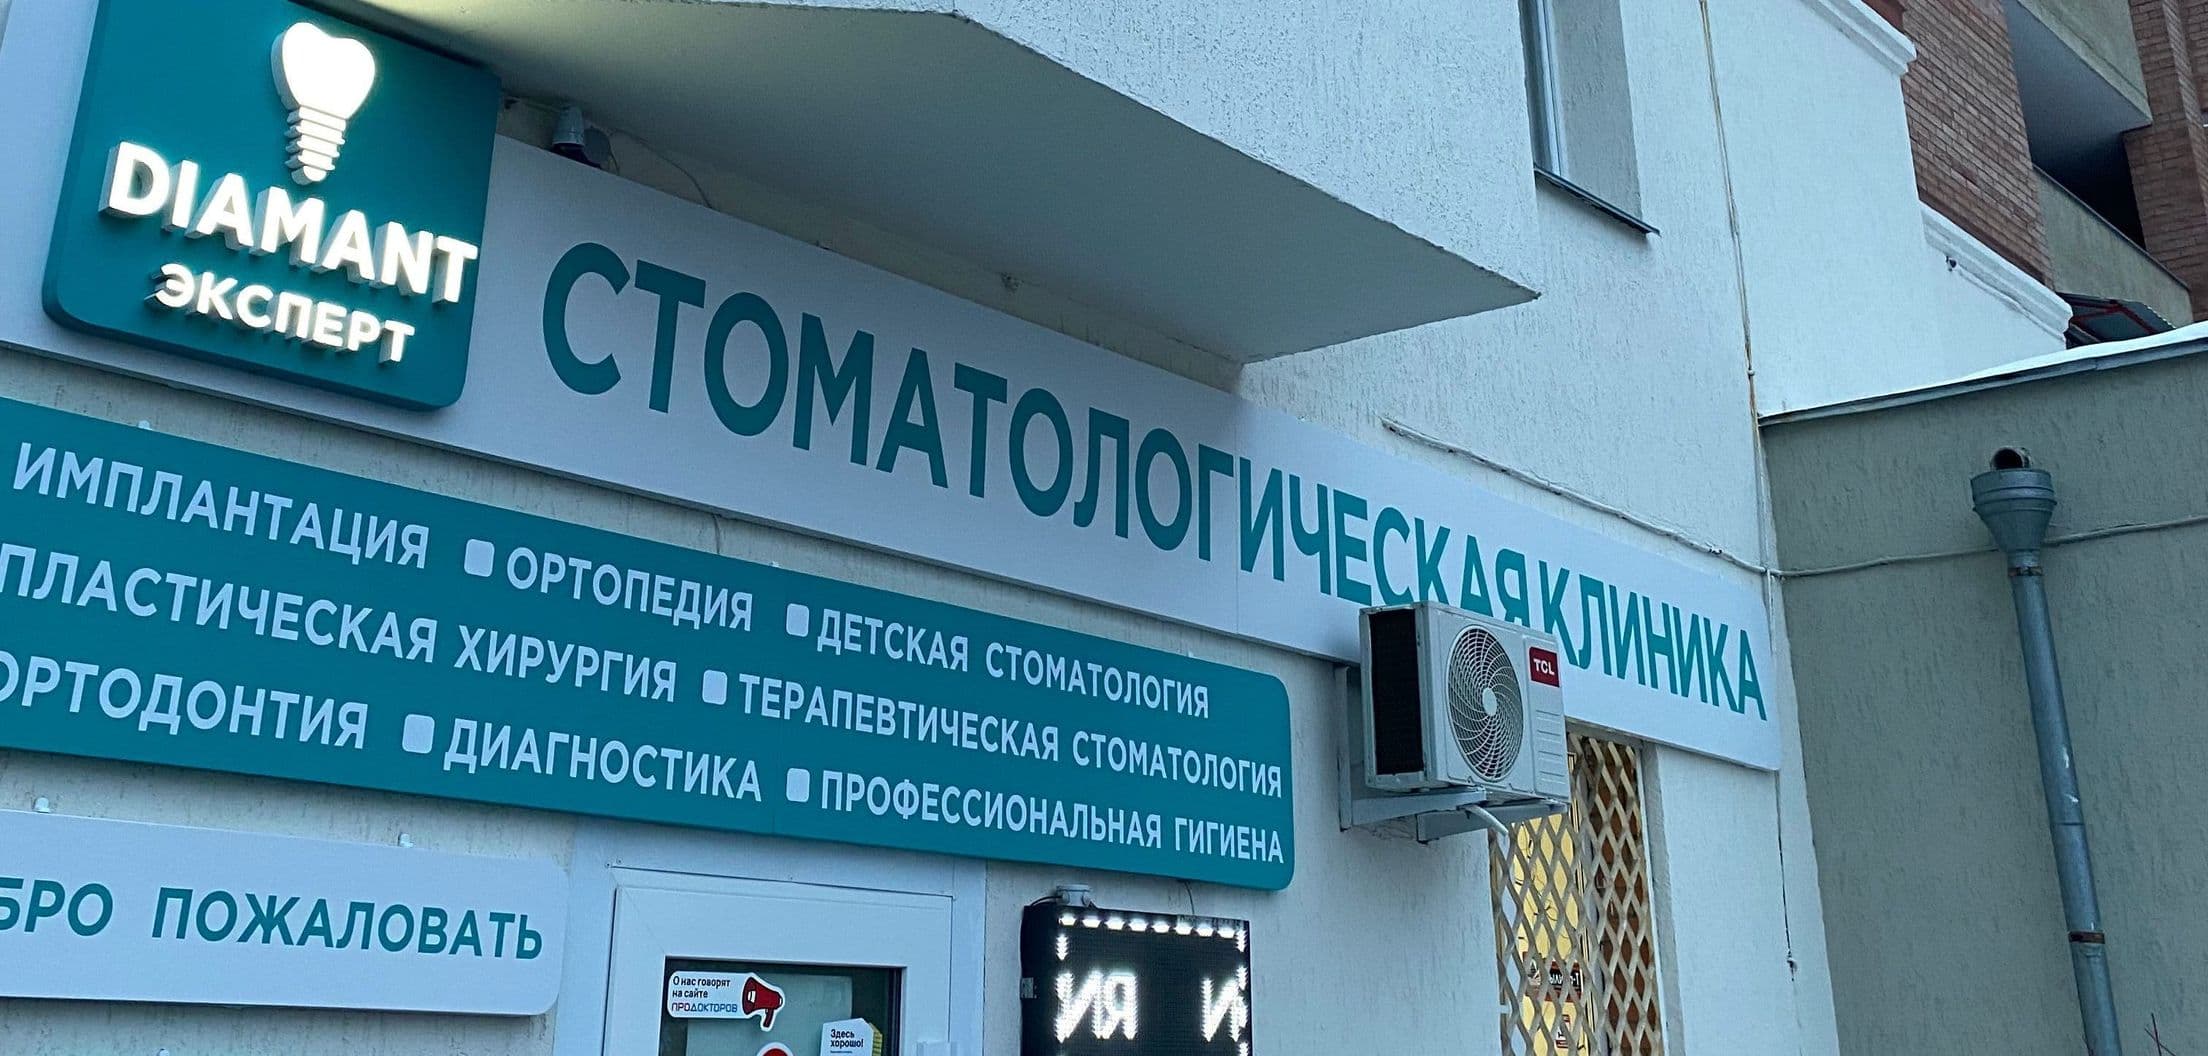 DIAMANT
ЭКСПЕРТ
СТОМАТОЛОГИЧЕСКАЯ КЛИНИКА
ИМПЛАНТАЦИЯ ОРТОПЕДИЯ ДЕТСКАЯ СТОМАТОЛОГИЯ
ПЛАСТИЧЕСКАЯ ХИРУРГИЯ ТЕРАПЕВТИЧЕСКАЯ СТОМАТОЛОГИЯ
ОРТОДОНТИЯ ДИАГНОСТИКА ПРОФЕССИОНАЛЬНАЯ ГИГИЕНА
БРО ПОЖАЛОВАТЬ
TCL
О нас говорят
на сайте
ПРОДОКТОРОВ
Здесь
хорошо!
ИЯ И